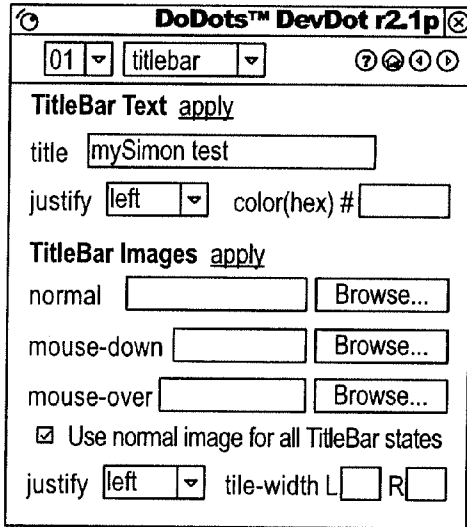 DoDots™ DevDot r2.1p
01 titlebar ?
TitleBar Text apply
title mySimon test
justify left color(hex) #
TitleBar Images apply
normal Browse...
mouse-down Browse...
mouse-over Browse...
Use normal image for all TitleBar states
justify left tile-width L R